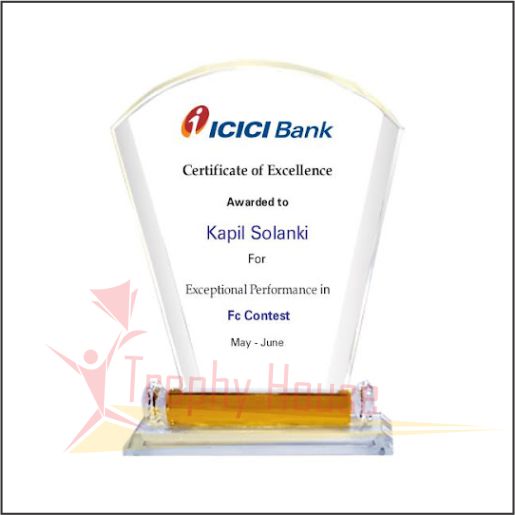 ICICI Bank
Certificate of Excellence
Awarded to
Kapil Solanki
For
Exceptional Performance in
Fc Contest
May - June
Trophy House